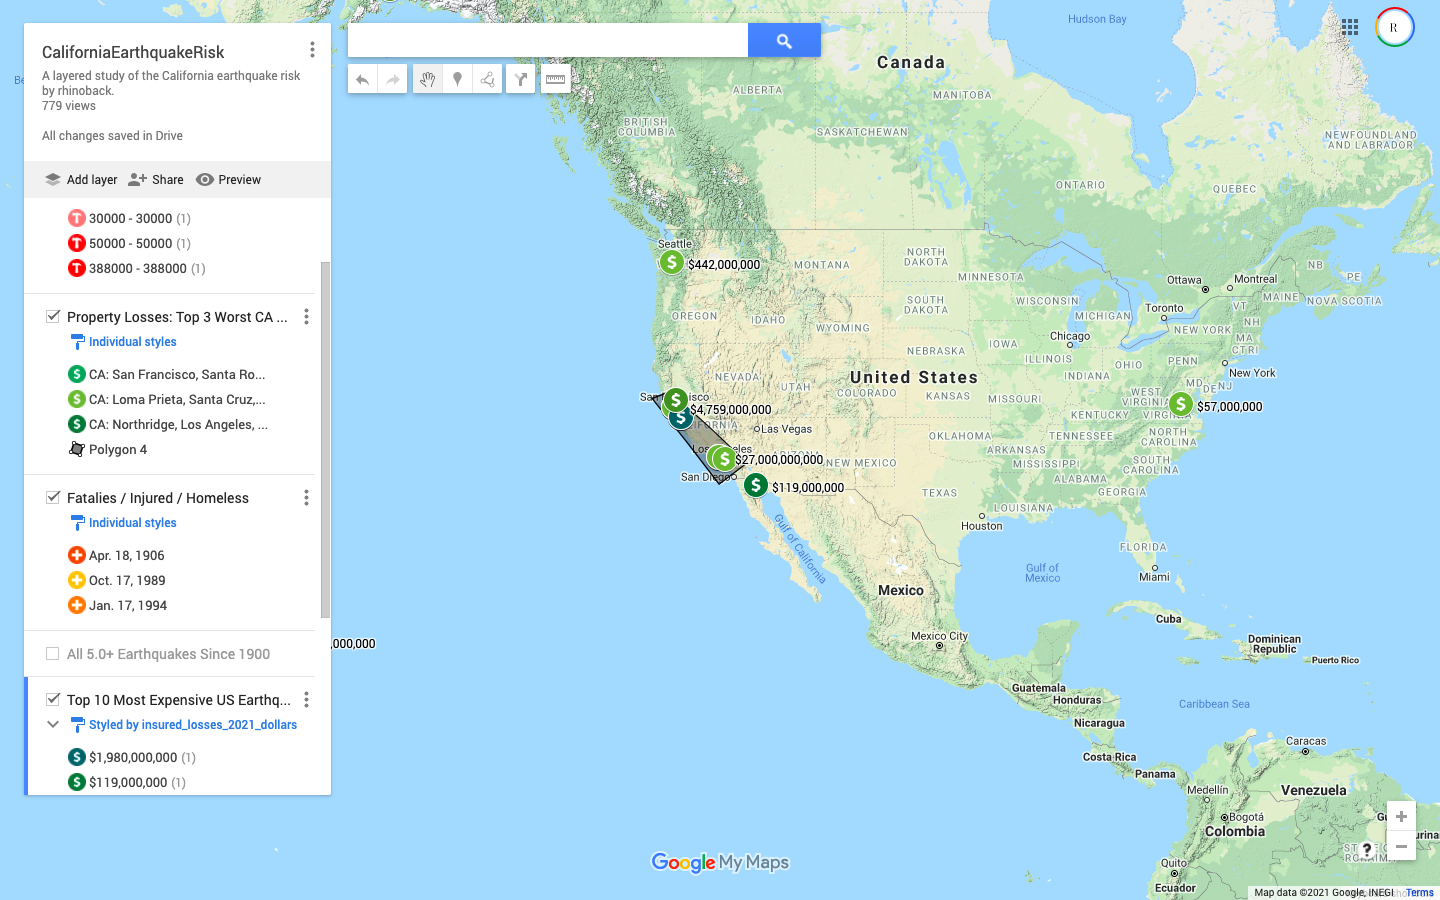 CaliforniaEarthquakeRisk
A layered study of the California earthquake risk
by rhinoback.
779 views
All changes saved in Drive
Add layer
Share
Preview
30000 - 30000 (1)
50000 - 50000 (1)
388000 - 388000 (1)
Property Losses: Top 3 Worst CA ...
Individual styles
CA: San Francisco, Santa Ro...
CA: Loma Prieta, Santa Cruz,...
CA: Northridge, Los Angeles, ...
Polygon 4
Fatalies / Injured / Homeless
Individual styles
Apr. 18, 1906
Oct. 17, 1989
Jan. 17, 1994
All 5.0+ Earthquakes Since 1900
Top 10 Most Expensive US Earthq...
Styled by insured_losses_2021_dollars
$1,980,000,000 (1)
$119,000,000 (1)
R
Hudson Bay
Canada
ALBERTA
MANITOBA
BRITISH
COLUMBIA
SASKATCHEWAN
NEWFOUNDLAND
AND LABRADOR
ONTARIO
QUEBEC
Seattle
$442,000,000
MONTANA
NORTH
DAKOTA
MINNESOTA
Ottawa
Montreal
NB
PE
MAINE
NOVA SCOTIA
OREGON
IDAHO
WYOMING
SOUTH
DAKOTA
WISCONSIN
MICHIGAN
Toronto
VT
NH
NEW YORK
MA
CT
RI
Chicago
NEBRASKA
IOWA
ILLINOIS
INDIANA
OHIO
PENN
New York
NEVADA
UTAH
United States
COLORADO
KANSAS
MISSOURI
WEST
VIRGINIA
MD
DE
NJ
KENTUCKY
VIRGINIA
$57,000,000
$4,759,000,000
Las Vegas
OKLAHOMA
TENNESSEE
NORTH
CAROLINA
ARKANSAS
MISSISSIPPI
SOUTH
CAROLINA
$27,000,000,000
NEW MEXICO
San Diego
$119,000,000
TEXAS
ALABAMA
GEORGIA
LOUISIANA
Houston
Gulf of California
FLORIDA
Gulf of
Mexico
Miami
Mexico
Cuba
Mexico City
Dominican
Republic
Puerto Rico
,000,000
Guatemala
Honduras
Nicaragua
Caribbean Sea
Costa Rica
Panama
Caracas
Medellín
Venezuela
Bogotá
Colombia
Quito
Ecuador
?
Google My Maps
Map data ©2021 Google, INEGI
Terms